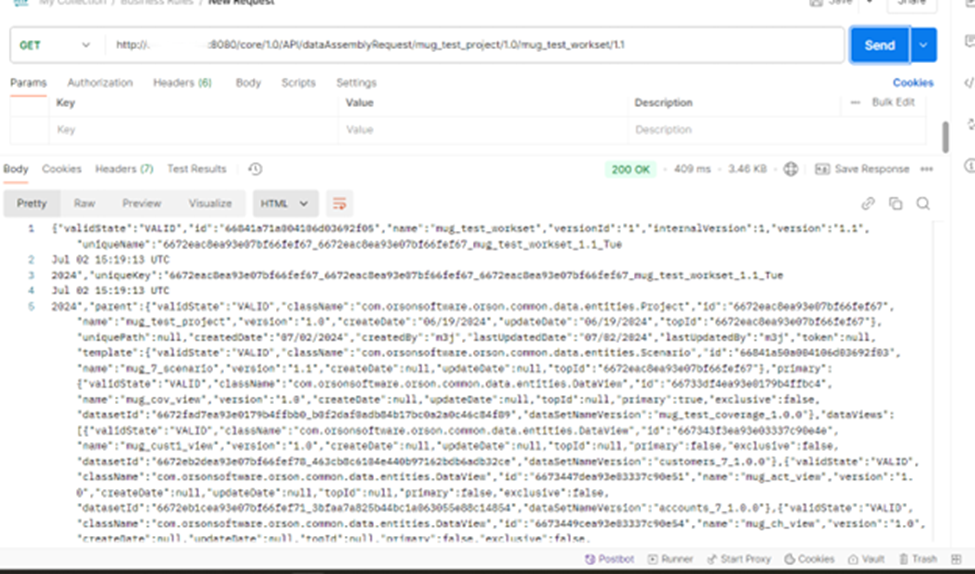 My Collection / Business Rules / New Request
Save
Share
GET
http://. :8080/core/1.0/API/dataAssemblyRequest/mug_test_project/1.0/mug_test_workset/1.1
Send
Params Authorization Headers (6) Body Scripts Settings Cookies
Key Value Description ••• Bulk Edit
Key Value Description
Body Cookies Headers (7) Test Results 200 OK 409 ms 3.46 KB Save Response •••
Pretty Raw Preview Visualize HTML
1 {"validState":"VALID","id":"66841a71a004106d03692f05","name":"mug_test_workset","versionId":"1","internalVersion":1,"version":"1.1",
"uniqueName":"6672eac8ea93e07bf66fef67_6672eac8ea93e07bf66fef67_mug_test_workset_1.1_Tue
2 Jul 02 15:19:13 UTC
3 2024","uniqueKey":"6672eac8ea93e07bf66fef67_6672eac8ea93e07bf66fef67_mug_test_workset_1.1_Tue
4 Jul 02 15:19:13 UTC
5 2024","parent":{"validState":"VALID","className":"com.orsonsoftware.orson.common.data.entities.Project","id":"6672eac8ea93e07bf66fef67",
"name":"mug_test_project","version":"1.0","createDate":"06/19/2024","updateDate":"06/19/2024","topId":"6672eac8ea93e07bf66fef67"},
"uniquePath":null,"createdDate":"07/02/2024","createdBy":"m3j","lastUpdatedDate":"07/02/2024","lastUpdatedBy":"m3j","token":null,
"template":{"validState":"VALID","className":"com.orsonsoftware.orson.common.data.entities.Scenario","id":"66841a50a004106d03692f03",
"name":"mug_7_scenario","version":"1.1","createDate":null,"updateDate":null,"topId":"6672eac8ea93e07bf66fef67"},"primary":
{"validState":"VALID","className":"com.orsonsoftware.orson.common.data.entities.DataView","id":"66733df4ea93e0179b4ffbc4",
"name":"mug_cov_view","version":"1.0","createDate":null,"updateDate":null,"topId":null,"primary":true,"exclusive":false,
"datasetId":"6672fad7ea93e0179b4ffbb0_b0f2daf0adb84b17bc0a2a0c46c84f89","dataSetNameVersion":"mug_test_coverage_1.0.0"},"dataViews":
[{"validState":"VALID","className":"com.orsonsoftware.orson.common.data.entities.DataView","id":"667343f3ea93e03337c90e4e",
"name":"mug_cust1_view","version":"1.0","createDate":null,"updateDate":null,"topId":null,"primary":false,"exclusive":false,
"datasetId":"6672eb2dea93e07bf66fef78_463cb8c6184e440b97162bdb6adb32ce","dataSetNameVersion":"customers_7_1.0.0"},{"validState":"VALID",
"className":"com.orsonsoftware.orson.common.data.entities.DataView","id":"6673447dea93e03337c90e51","name":"mug_act_view","version":"1.
0","createDate":null,"updateDate":null,"topId":null,"primary":false,"exclusive":false,
"datasetId":"6672eb1cea93e07bf66fef71_3bfaa7a825b44bc1a063055e88c14854","dataSetNameVersion":"accounts_7_1.0.0"},{"validState":"VALID",
"className":"com.orsonsoftware.orson.common.data.entities.DataView","id":"6673449cea93e03337c90e54","name":"mug_ch_view","version":"1.0",
"createDate":null,"updateDate":null,"topId":null,"primary":false,"exclusive":false,
Postbot Runner Start Proxy Cookies Vault Trash